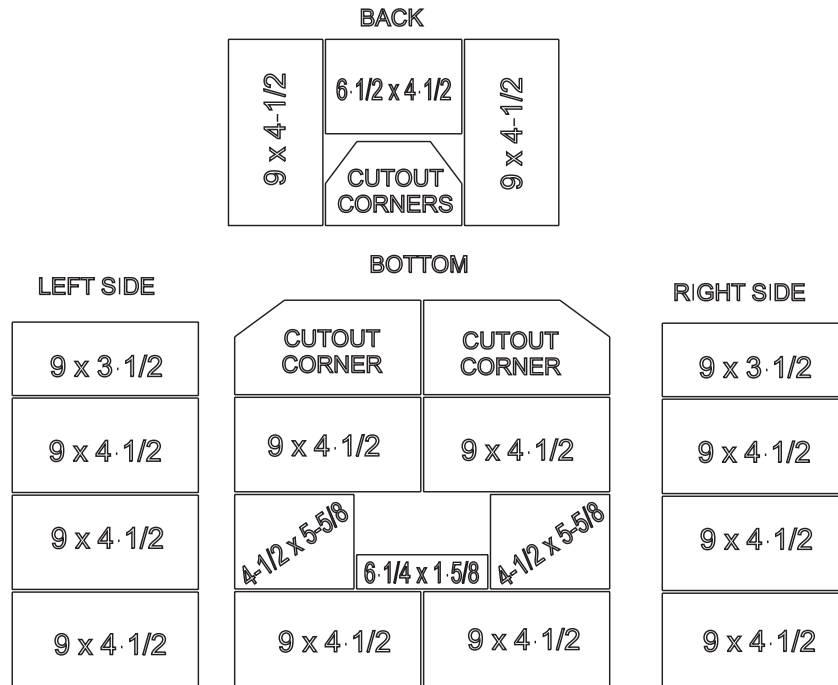 BACK
9 x 4-1/2
6-1/2 x 4-1/2
9 x 4-1/2
CUTOUT
CORNERS
BOTTOM
LEFT SIDE
RIGHT SIDE
CUTOUT
CORNER
CUTOUT
CORNER
9 x 3-1/2
9 x 3-1/2
9 x 4-1/2
9 x 4-1/2
9 x 4-1/2
9 x 4-1/2
9 x 4-1/2
4-1/2 x 5-5/8
6-1/4 x 1-5/8
4-1/2 x 5-5/8
9 x 4-1/2
9 x 4-1/2
9 x 4-1/2
9 x 4-1/2
9 x 4-1/2